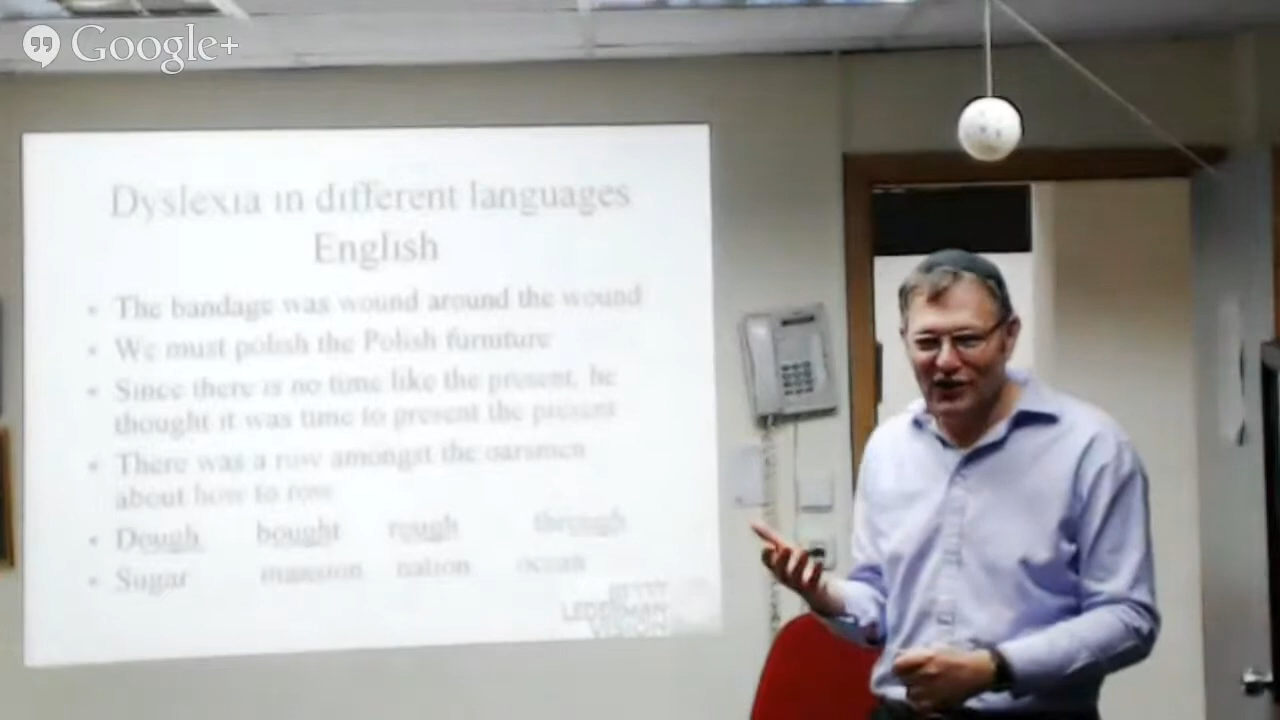 Google+
Dyslexia in different languages
English
• The bandage was wound around the wound
• We must polish the Polish furniture
• Since there is no time like the present, he
thought it was time to present the present
• There was a row amongst the oarsmen
about how to row
• Dough bought rough through
• Sugar mansion nation ocean
LEDERMAN